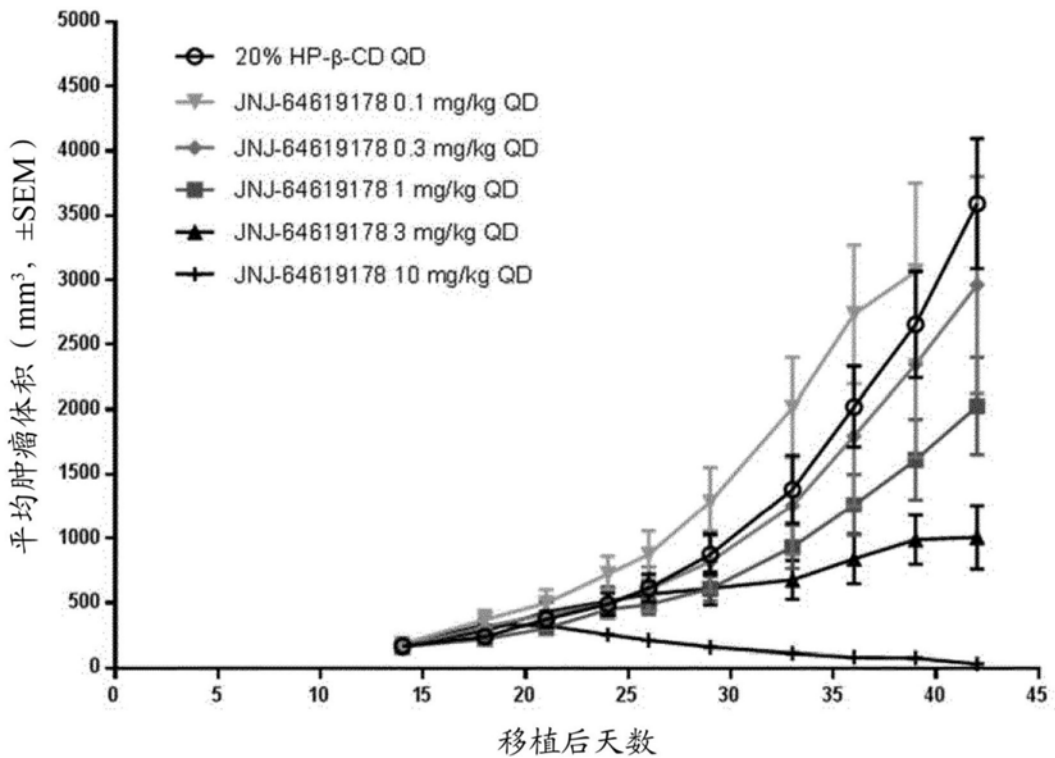 平均肿瘤体积（mm³，±SEM）
5000
4500
4000
3500
3000
2500
2000
1500
1000
500
0
20% HP-β-CD QD
JNJ-64619178 0.1 mg/kg QD
JNJ-64619178 0.3 mg/kg QD
JNJ-64619178 1 mg/kg QD
JNJ-64619178 3 mg/kg QD
JNJ-64619178 10 mg/kg QD
0 5 10 15 20 25 30 35 40 45
移植后天数